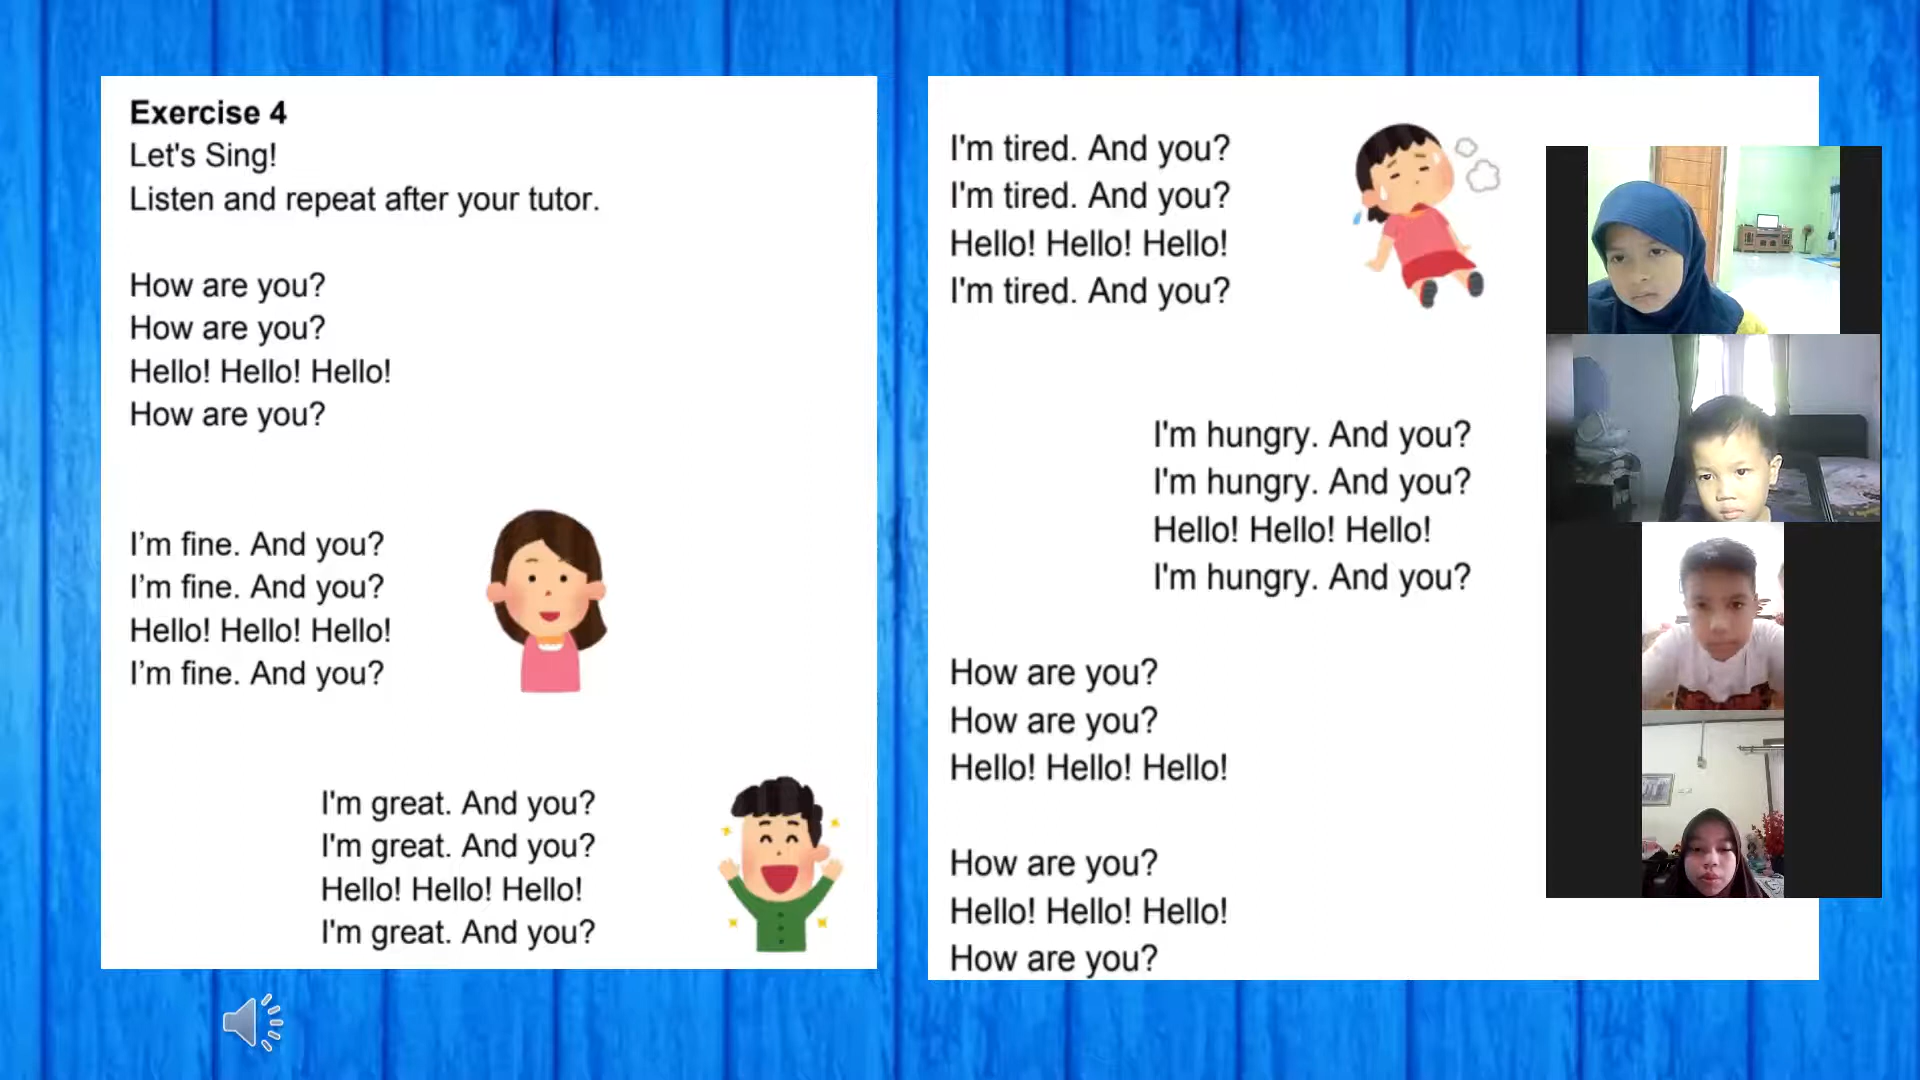 Exercise 4
Let's Sing!
Listen and repeat after your tutor.
How are you?
How are you?
Hello! Hello! Hello!
How are you?
I’m fine. And you?
I’m fine. And you?
Hello! Hello! Hello!
I’m fine. And you?
I'm great. And you?
I'm great. And you?
Hello! Hello! Hello!
I'm great. And you?
I'm tired. And you?
I'm tired. And you?
Hello! Hello! Hello!
I'm tired. And you?
I'm hungry. And you?
I'm hungry. And you?
Hello! Hello! Hello!
I'm hungry. And you?
How are you?
How are you?
Hello! Hello! Hello!
How are you?
Hello! Hello! Hello!
How are you?